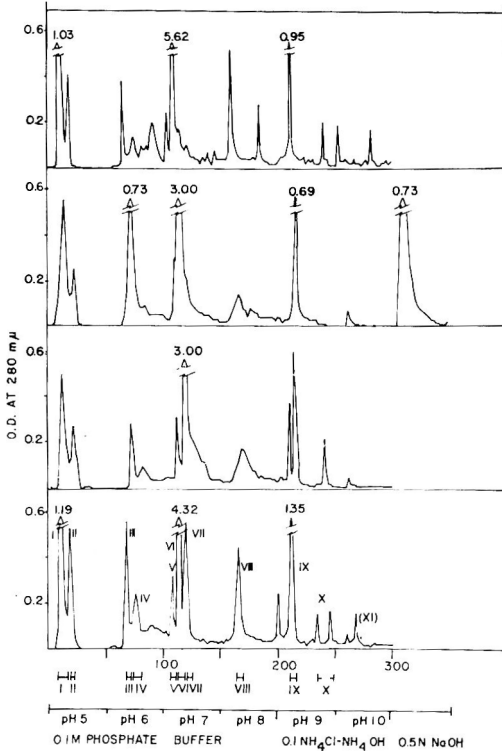 0.6
1.03
5.62
0.95
0.2
0.6
0.73
3.00
0.69
0.73
0.2
0.6
3.00
0.2
O.D. AT 280 mμ
0.6
1.19
4.32
1.35
I
II
III
IV
VI
V
VII
VIII
IX
X
(XI)
0.2
100
200
300
I II III IV V VI VII VIII IX X
pH 5 pH 6 pH 7 pH 8 pH 9 pH 10
0.1M PHOSPHATE BUFFER 0.1 NH4Cl-NH4OH 0.5N NaOH